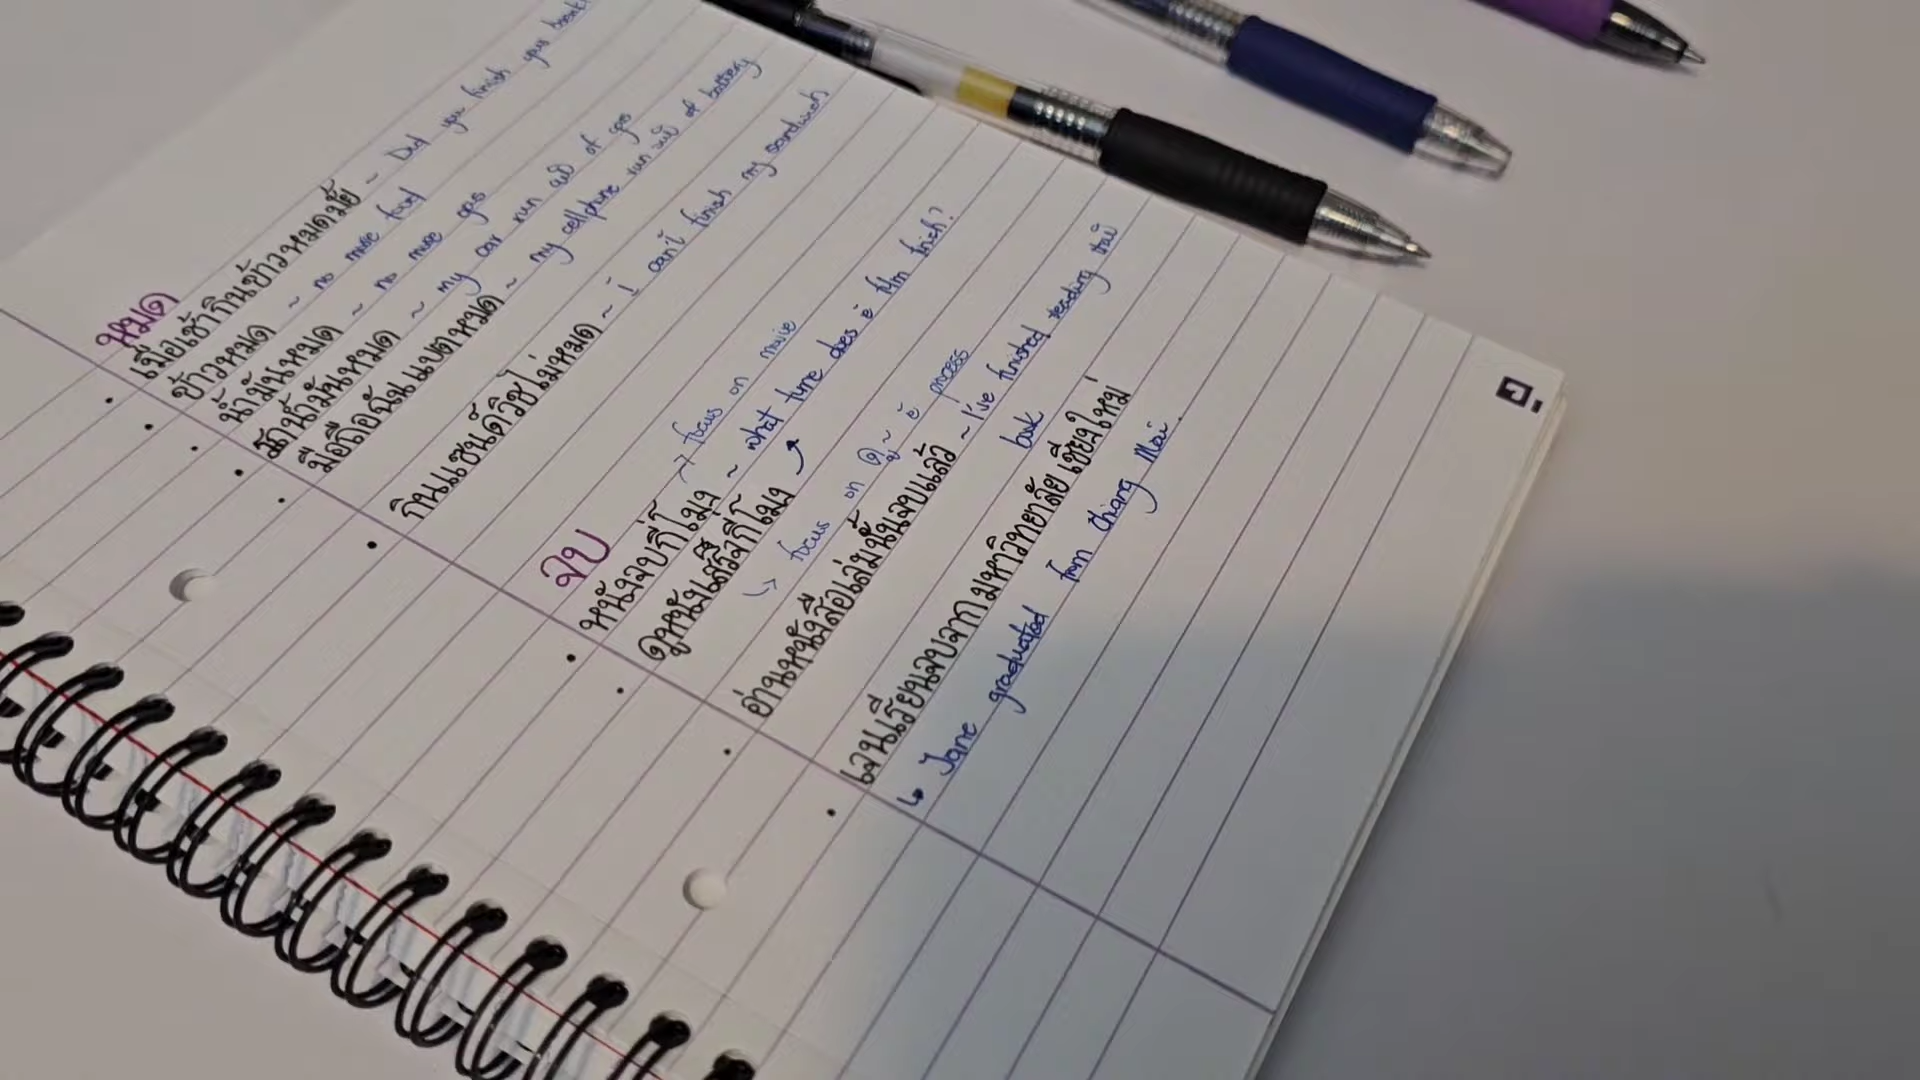 หมด
เมื่อเช้ากินข้าวหมดมั้ย ~ Did you finish your
ข้าวหมด ~ no more food
น้ำมันหมด ~ no more gas
รถน้ำมันหมด ~ my car run out of gas
มือถือฉันแบตหมด ~ my cellphone run out of battery
กินแซนด์วิชไม่หมด ~ I can't finish my sandwich
จบ
→ focus on movie
หนังจบกี่โมง ~ what time does film finish?
ดูหนังเสร็จกี่โมง
↳ focus on ดู ~ process
อ่านหนังสือเล่มนั้นจบแล้ว ~ I've finished reading
book
เจนเรียนจบจากมหาวิทยาลัยเชียงใหม่
↳ Jane graduated from Chiang Mai.